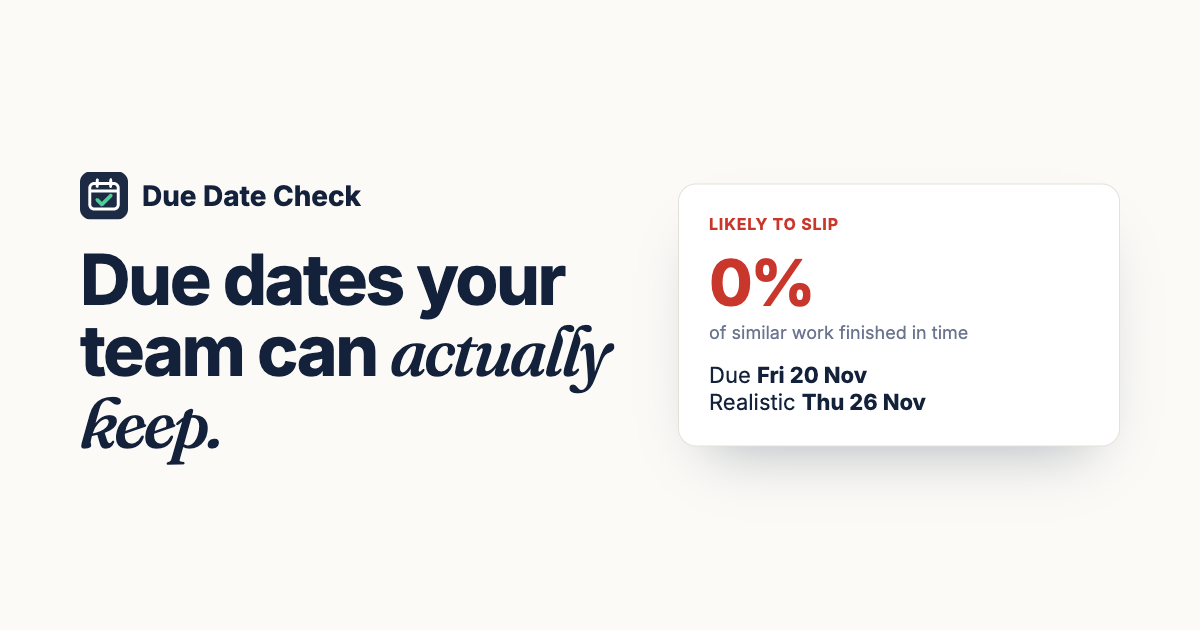 Due Date Check
Due dates your
team can actually
keep.
LIKELY TO SLIP
0%
of similar work finished in time
Due Fri 20 Nov
Realistic Thu 26 Nov